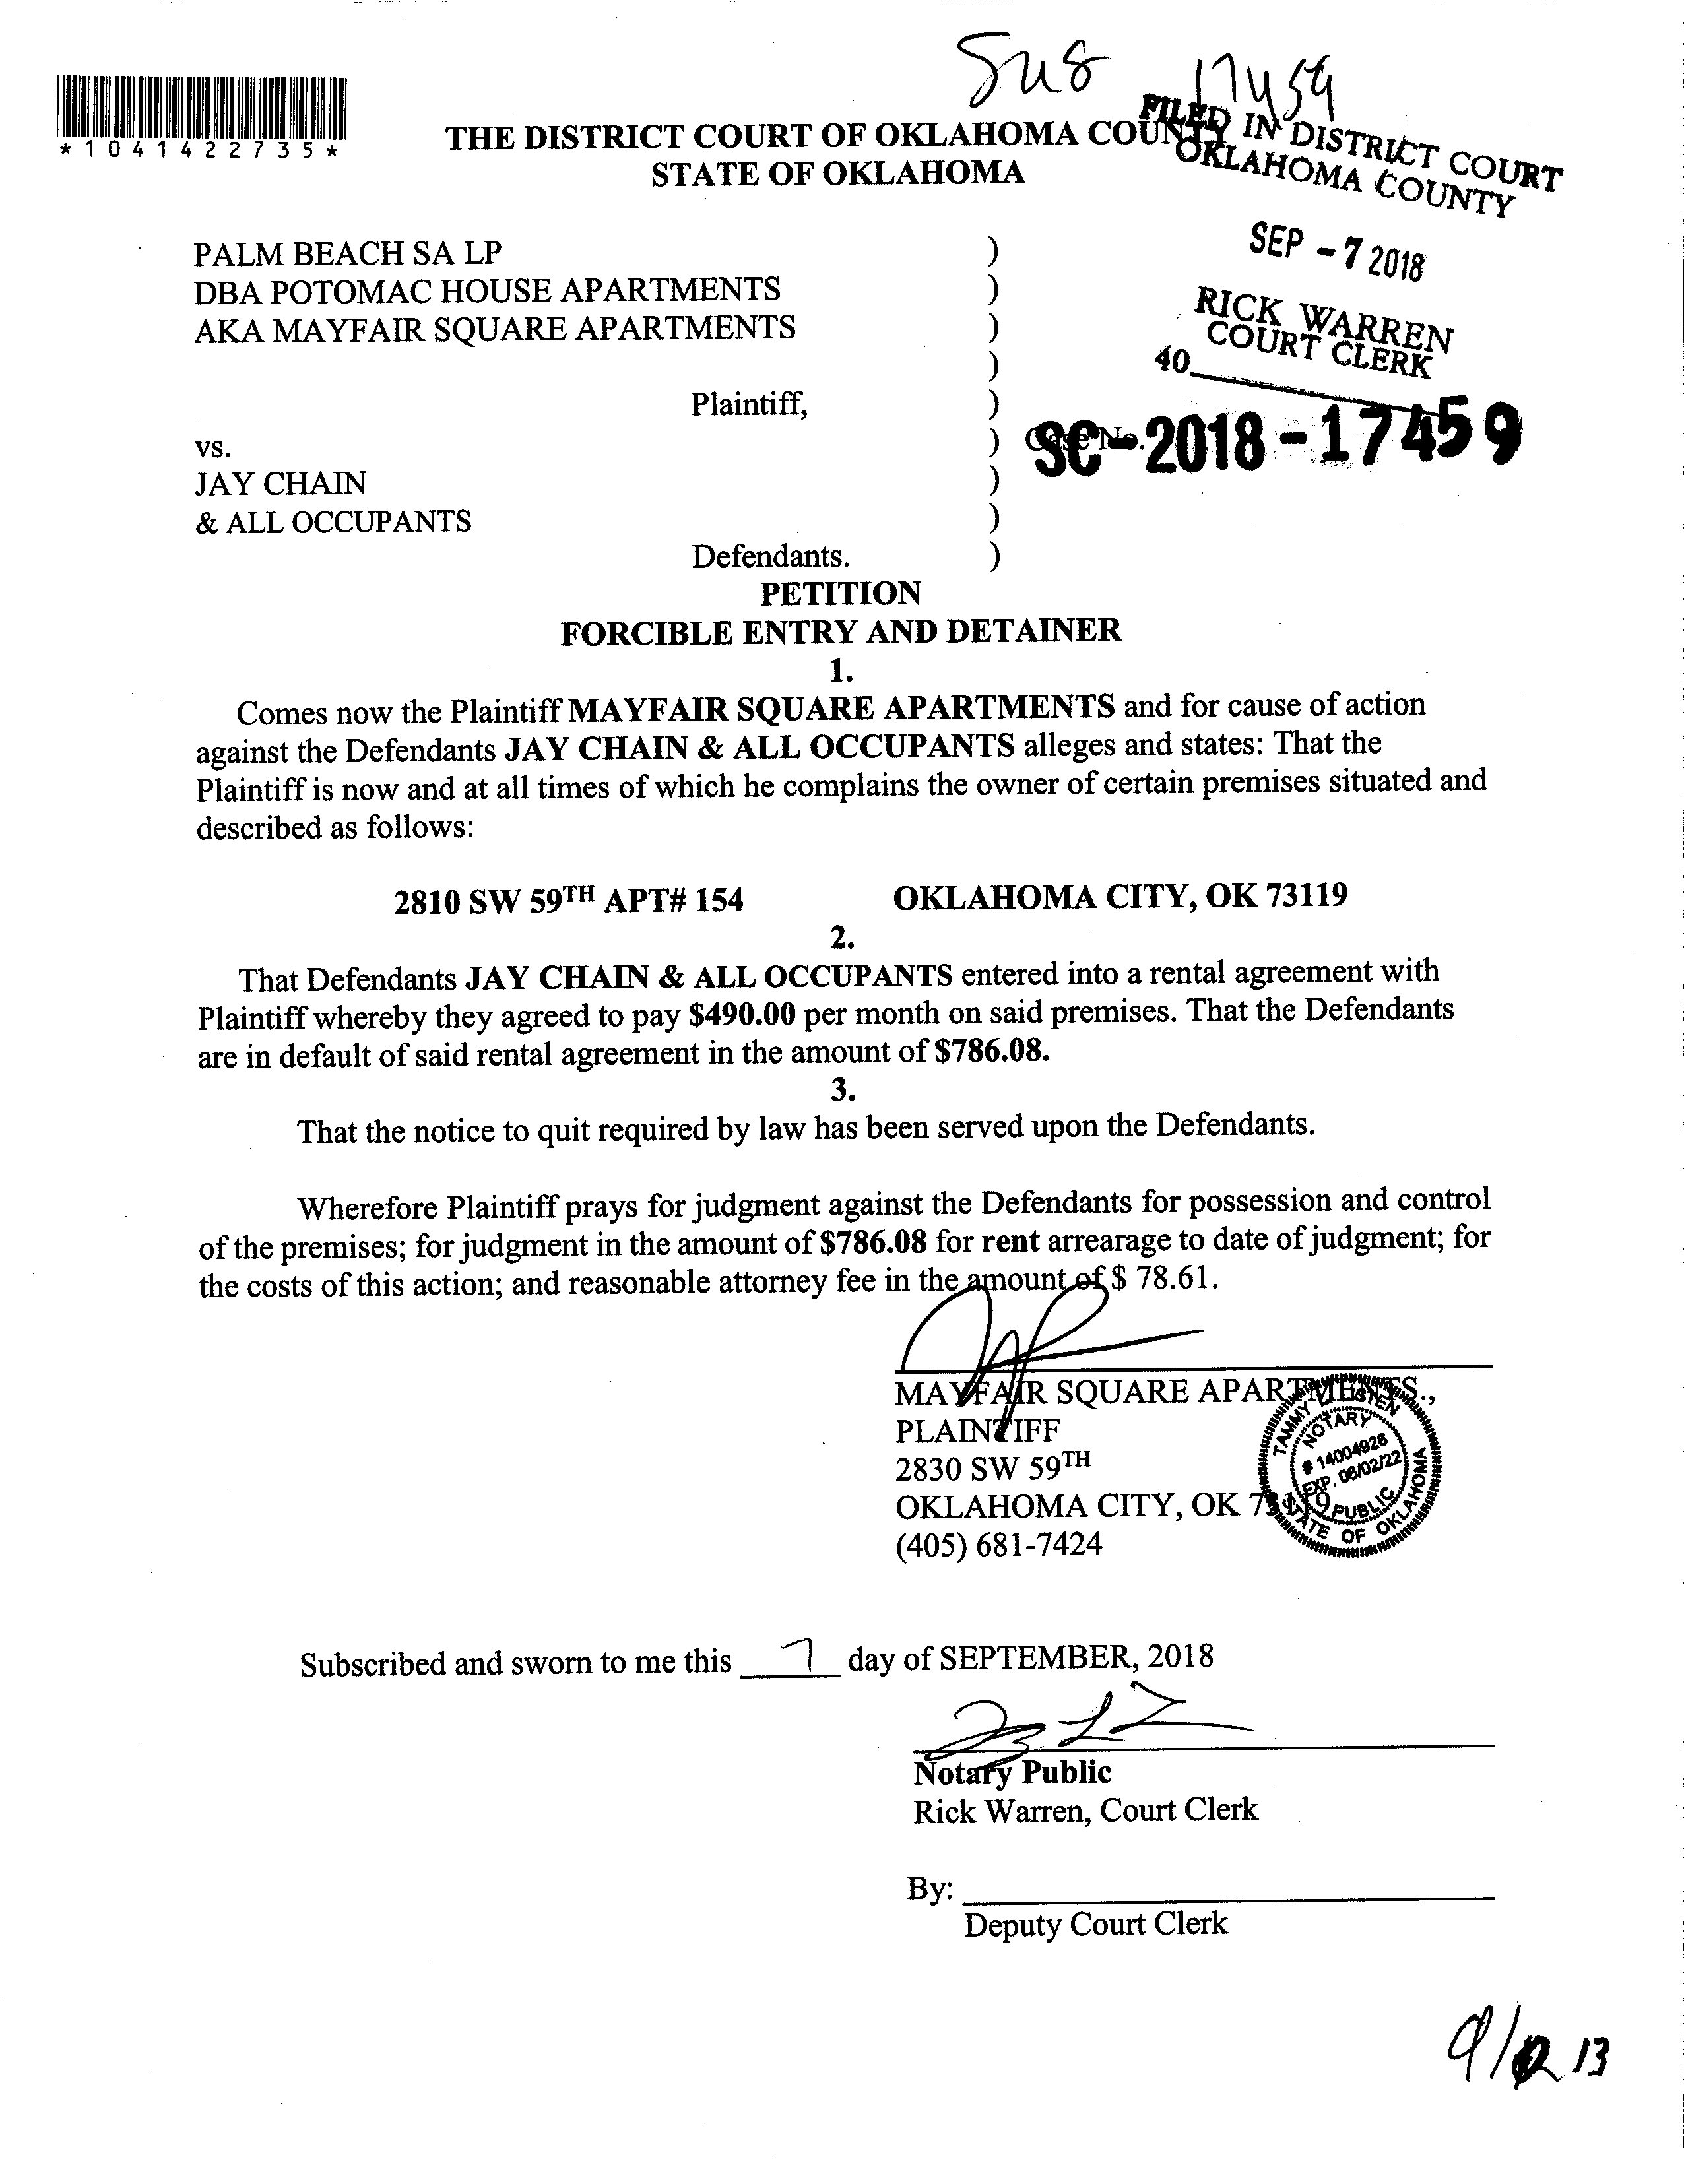 Sus 17459
*1041422735*
THE DISTRICT COURT OF OKLAHOMA COUNTY
STATE OF OKLAHOMA
FILED IN DISTRICT COURT
OKLAHOMA COUNTY
SEP -7 2018
RICK WARREN
COURT CLERK
40
PALM BEACH SA LP )
DBA POTOMAC HOUSE APARTMENTS )
AKA MAYFAIR SQUARE APARTMENTS )
)
Plaintiff, )
vs. ) Case No.
SC-2018-17459
JAY CHAIN )
& ALL OCCUPANTS )
Defendants. )
PETITION
FORCIBLE ENTRY AND DETAINER
1.
Comes now the Plaintiff MAYFAIR SQUARE APARTMENTS and for cause of action
against the Defendants JAY CHAIN & ALL OCCUPANTS alleges and states: That the
Plaintiff is now and at all times of which he complains the owner of certain premises situated and
described as follows:
2810 SW 59TH APT# 154 OKLAHOMA CITY, OK 73119
2.
That Defendants JAY CHAIN & ALL OCCUPANTS entered into a rental agreement with
Plaintiff whereby they agreed to pay $490.00 per month on said premises. That the Defendants
are in default of said rental agreement in the amount of $786.08.
3.
That the notice to quit required by law has been served upon the Defendants.
Wherefore Plaintiff prays for judgment against the Defendants for possession and control
of the premises; for judgment in the amount of $786.08 for rent arrearage to date of judgment; for
the costs of this action; and reasonable attorney fee in the amount of $ 78.61.
MAYFAIR SQUARE APARTMENTS.,
PLAINTIFF
2830 SW 59TH
OKLAHOMA CITY, OK 73119
(405) 681-7424
TAMMY
NOTARY
# 14004926
EXP. 06/02/22
PUBLIC
STATE OF OKLAHOMA
Subscribed and sworn to me this 7 day of SEPTEMBER, 2018
Notary Public
Rick Warren, Court Clerk
By:
Deputy Court Clerk
9/ 13